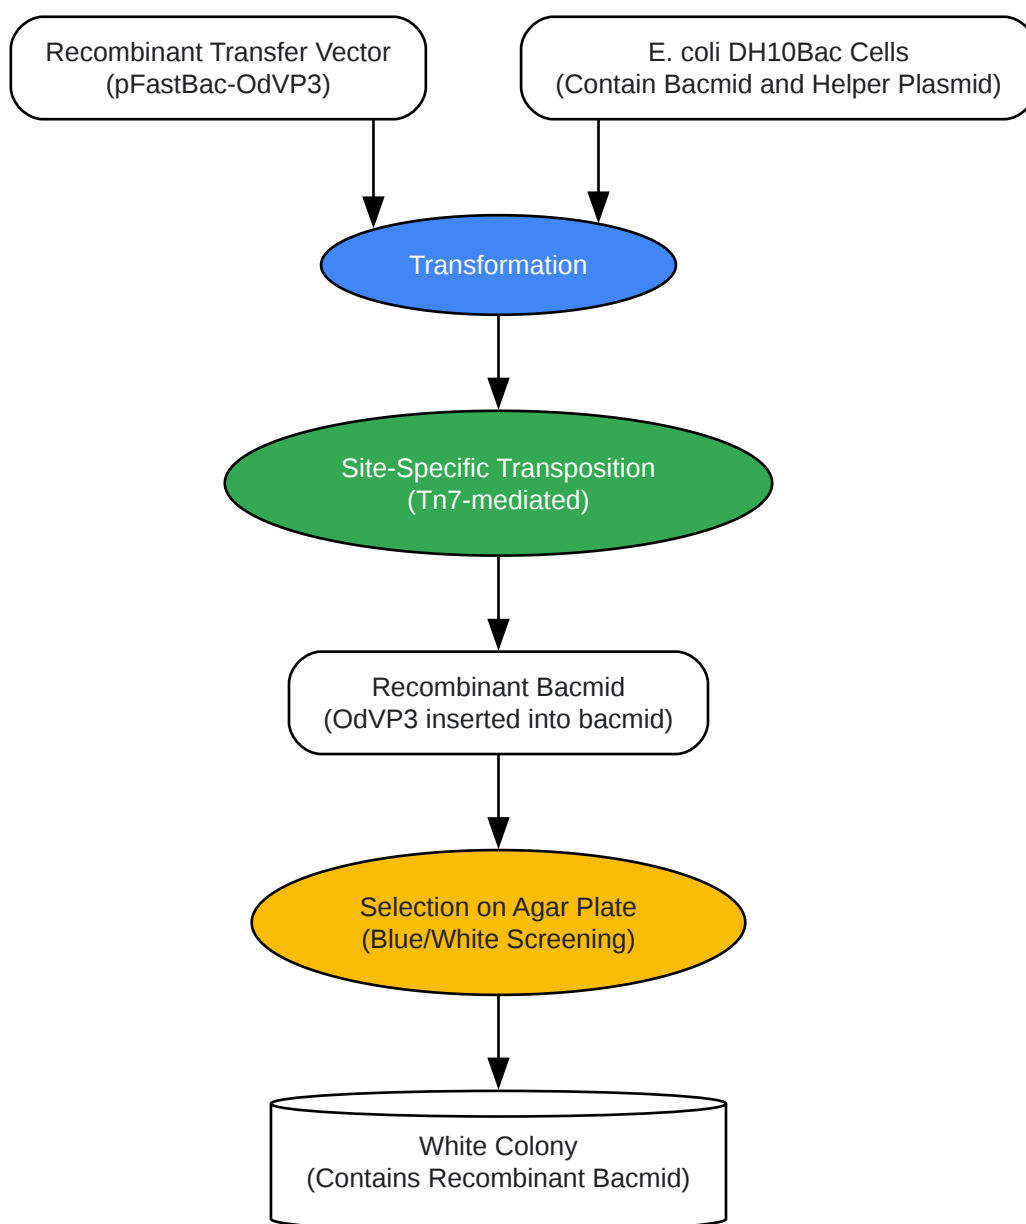 Recombinant Transfer Vector
(pFastBac-OdVP3)
E. coli DH10Bac Cells
(Contain Bacmid and Helper Plasmid)
Transformation
Site-Specific Transposition
(Tn7-mediated)
Recombinant Bacmid
(OdVP3 inserted into bacmid)
Selection on Agar Plate
(Blue/White Screening)
White Colony
(Contains Recombinant Bacmid)